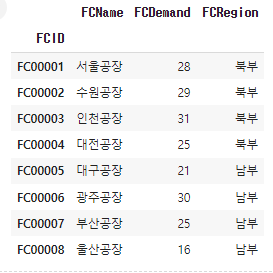 FCName FCDemand FCRegion
FCID
FC00001 서울공장 28 북부
FC00002 수원공장 29 북부
FC00003 인천공장 31 북부
FC00004 대전공장 25 북부
FC00005 대구공장 21 남부
FC00006 광주공장 30 남부
FC00007 부산공장 25 남부
FC00008 울산공장 16 남부